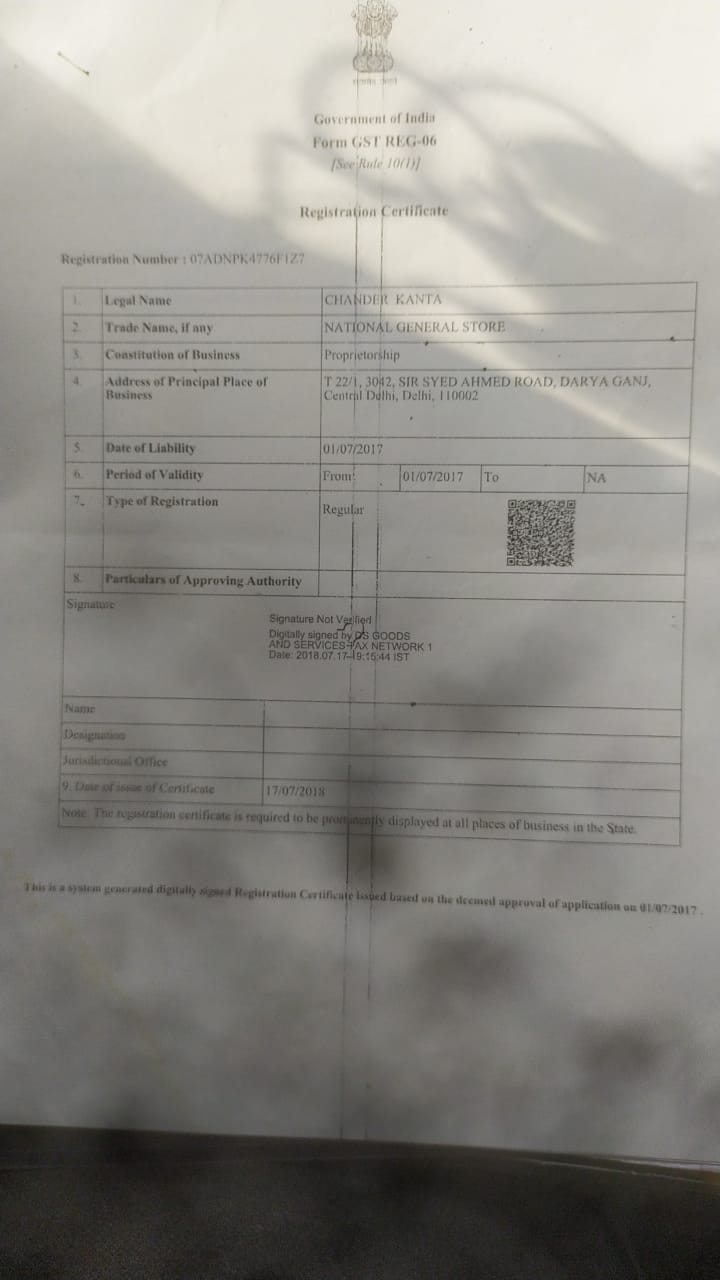 Government of India
Form GST REG-06
[See Rule 10(1)]
Registration Certificate
Registration Number : 07ADNPK4776F1Z7
1. Legal Name CHANDER KANTA
2. Trade Name, if any NATIONAL GENERAL STORE
3. Constitution of Business Proprietorship
4. Address of Principal Place of Business T 22/1, 3042, SIR SYED AHMED ROAD, DARYA GANJ,
Central Delhi, Delhi, 110002
5. Date of Liability 01/07/2017
6. Period of Validity From 01/07/2017 To NA
7. Type of Registration Regular
8. Particulars of Approving Authority
Signature
Signature Not Verified
Digitally signed by DS GOODS
AND SERVICES TAX NETWORK 1
Date: 2018.07.17 19:15:44 IST
Name
Designation
Jurisdictional Office
9. Date of issue of Certificate 17/07/2018
Note: The registration certificate is required to be prominently displayed at all places of business in the State.
This is a system generated digitally signed Registration Certificate issued based on the deemed approval of application on 01/07/2017 .